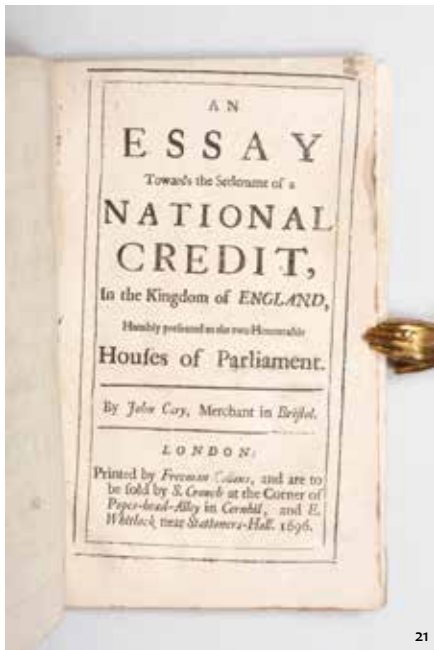 AN
ESSAY
Towards the Settlement of a
NATIONAL
CREDIT,
In the Kingdom of ENGLAND,
Humbly presented to the two Honourable
Houſes of Parliament.
By John Cary, Merchant in Briſtol.
LONDON:
Printed by Freeman Collins, and are to
be ſold by S. Crouch at the Corner of
Popes-head-Alley in Cornhil, and E.
Whitlock near Stationers-Hall. 1696.
21